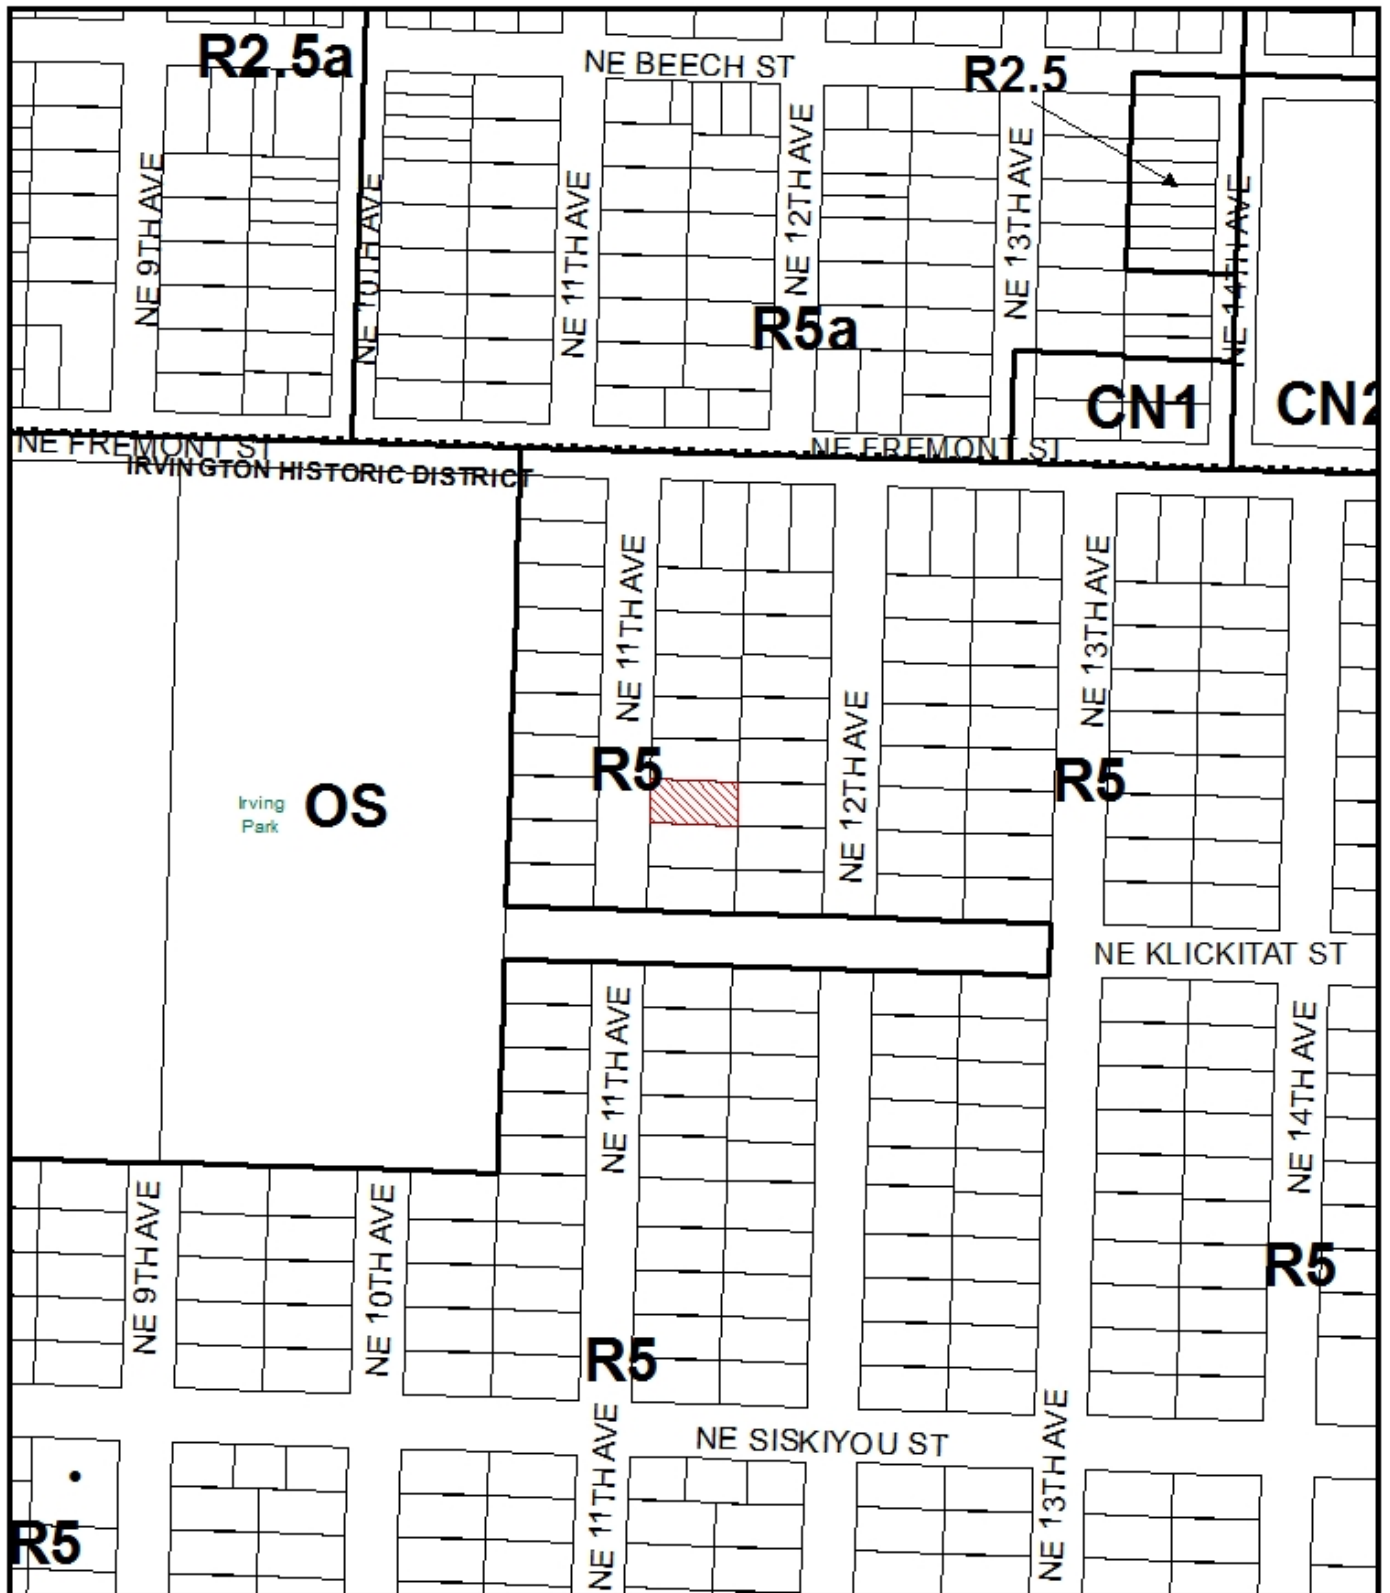 R2.5a
NE BEECH ST
R2.5
NE 9TH AVE
NE 10TH AVE
NE 11TH AVE
NE 12TH AVE
NE 13TH AVE
NE 14TH AVE
R5a
CN1
CN2
NE FREMONT ST
NE FREMONT ST
IRVINGTON HISTORIC DISTRICT
NE 11TH AVE
NE 12TH AVE
NE 13TH AVE
R5
R5
Irving
Park
OS
NE KLICKITAT ST
NE 11TH AVE
NE 14TH AVE
NE 9TH AVE
NE 10TH AVE
R5
R5
NE SISKIYOU ST
NE 11TH AVE
NE 13TH AVE
R5